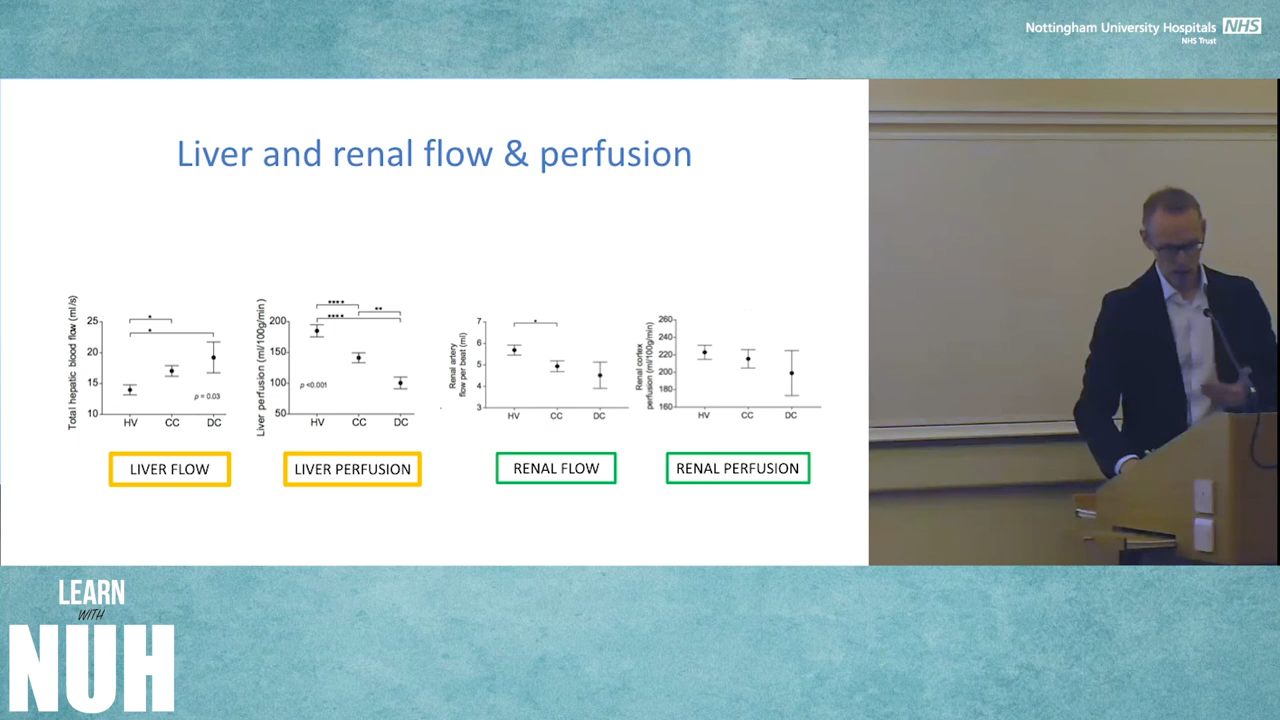 Nottingham University Hospitals NHS
NHS Trust
Liver and renal flow & perfusion
Total hepatic blood flow (ml/s)
25
20
15
10
*
*
p = 0.03
HV CC DC
LIVER FLOW
Liver perfusion (ml/100g/min)
200
150
100
50
****
**
****
p <0.001
HV CC DC
LIVER PERFUSION
Renal artery
flow per beat (ml)
7
6
5
4
3
*
HV CC DC
RENAL FLOW
Renal cortex
perfusion (ml/100g/min)
260
240
220
200
180
160
HV CC DC
RENAL PERFUSION
LEARN
WITH
NUH